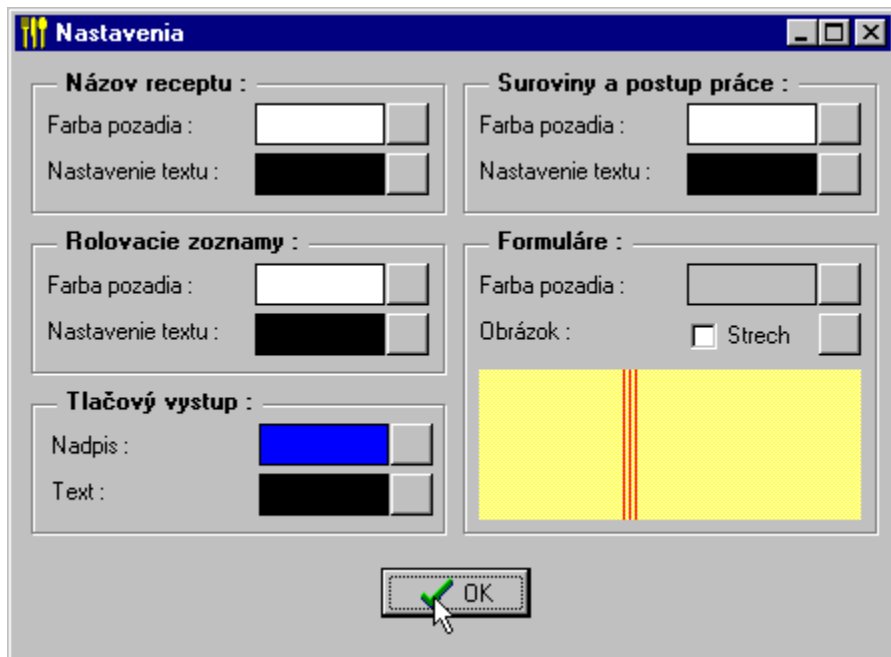 Nastavenia
Názov receptu :
Farba pozadia :
Nastavenie textu :
Suroviny a postup práce :
Farba pozadia :
Nastavenie textu :
Rolovacie zoznamy :
Farba pozadia :
Nastavenie textu :
Formuláre :
Farba pozadia :
Obrázok :
Strech
Tlačový vystup :
Nadpis :
Text :
OK